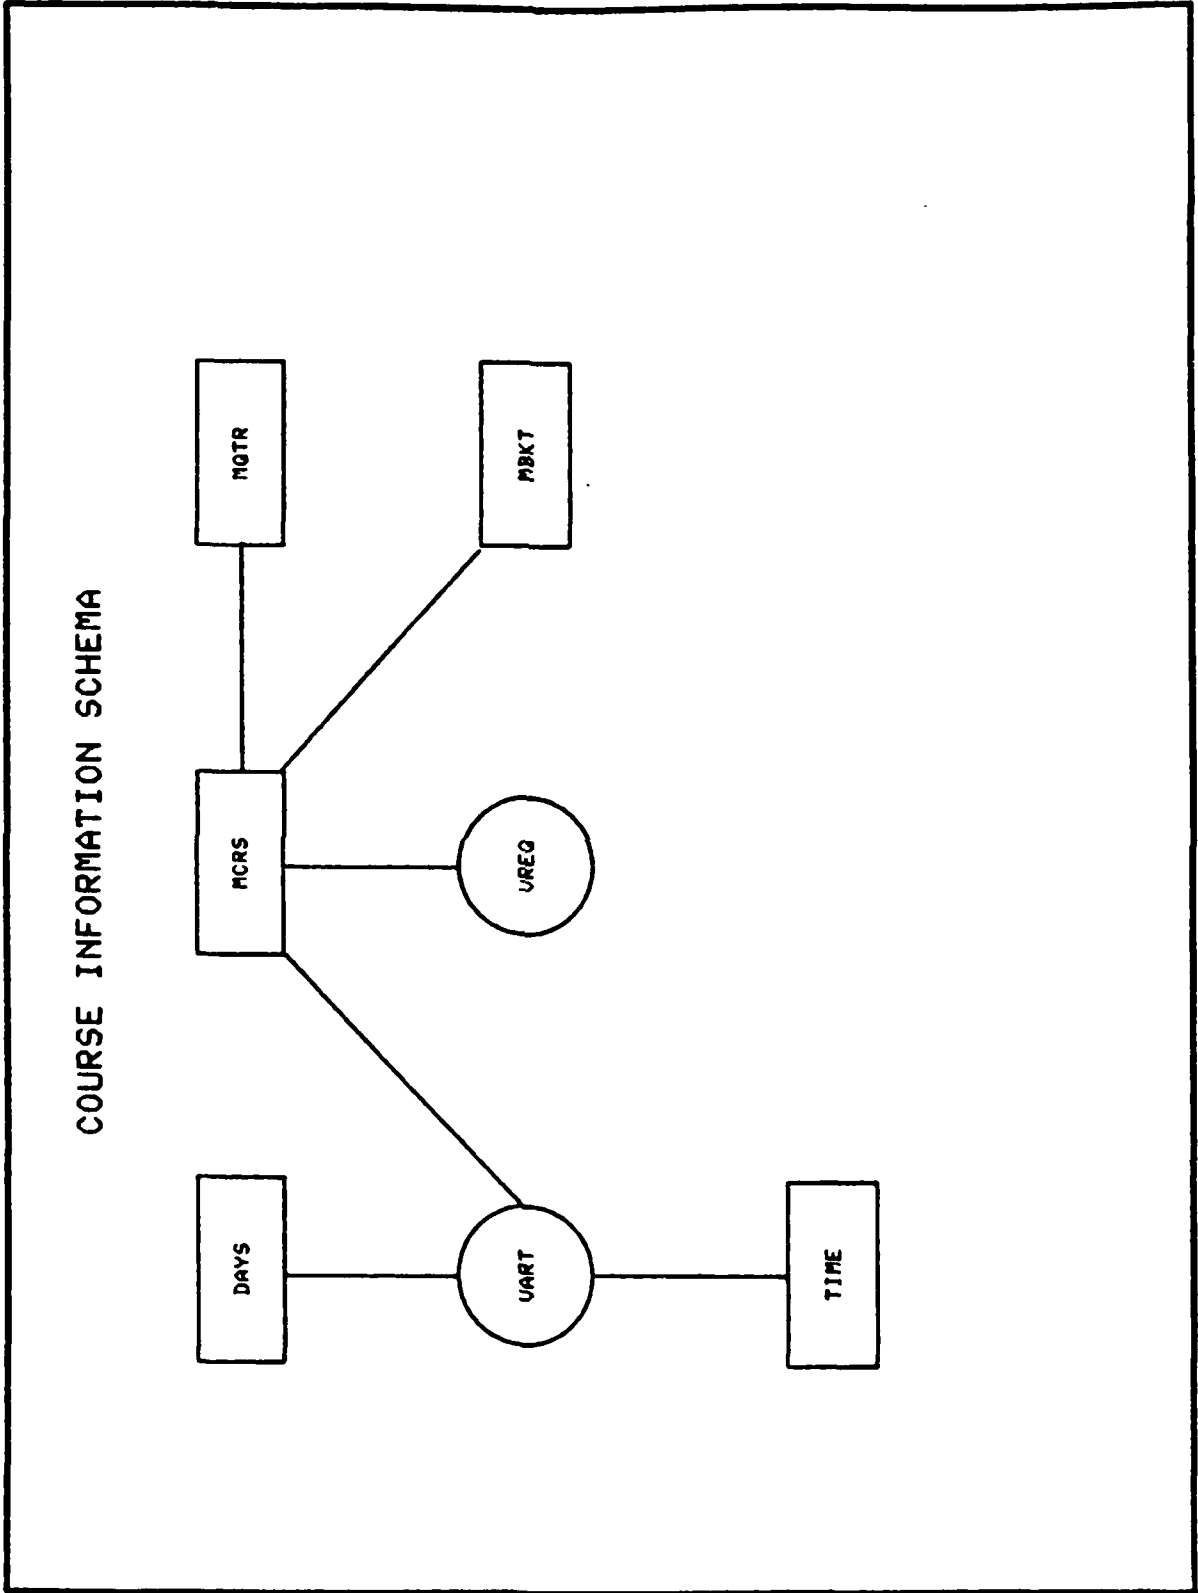 COURSE INFORMATION SCHEMA
DAYS
MCRS
MQTR
VART
VREQ
MBKT
TIME